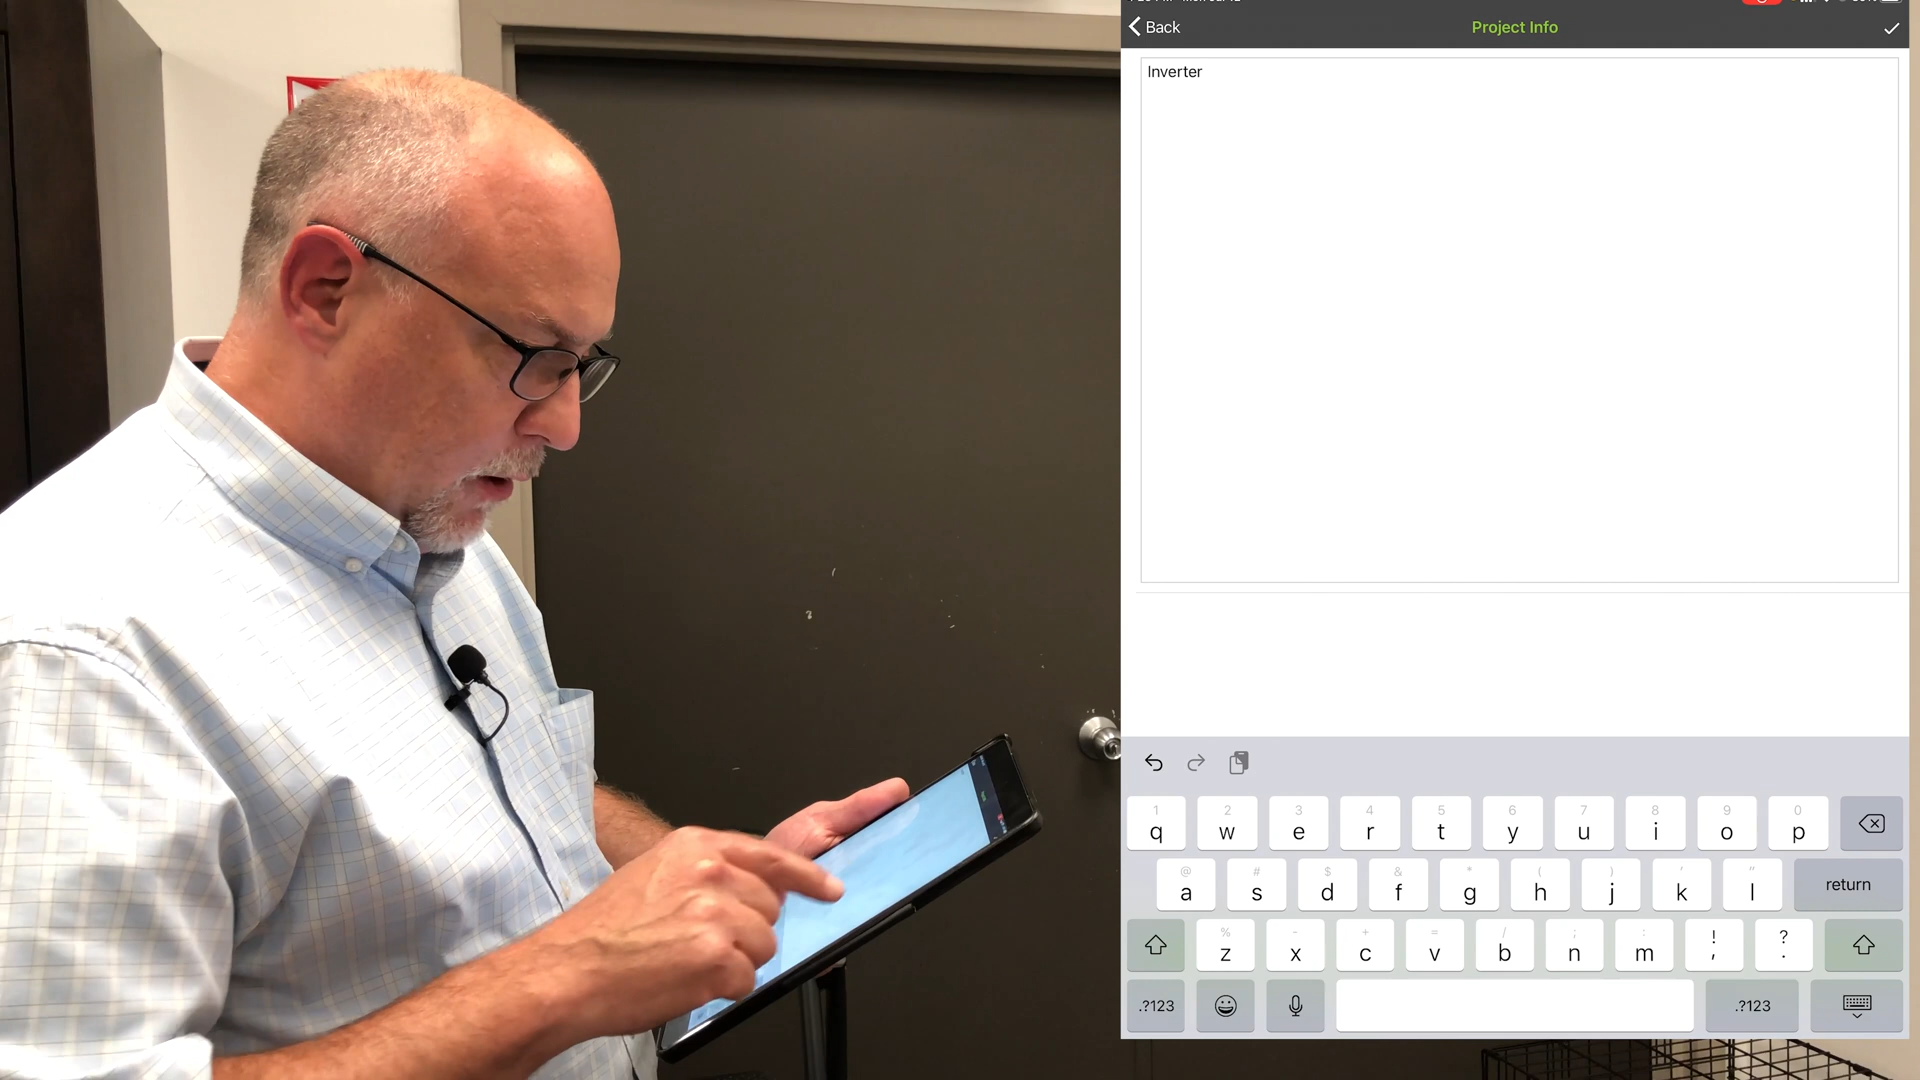 Back
Project Info
Inverter
1 2 3 4 5 6 7 8 9 0
q w e r t y u i o p
@ # $ & * ( ) ' "
a s d f g h j k l return
% - + = / ; : ! ?
z x c v b n m , .
.?123 .?123